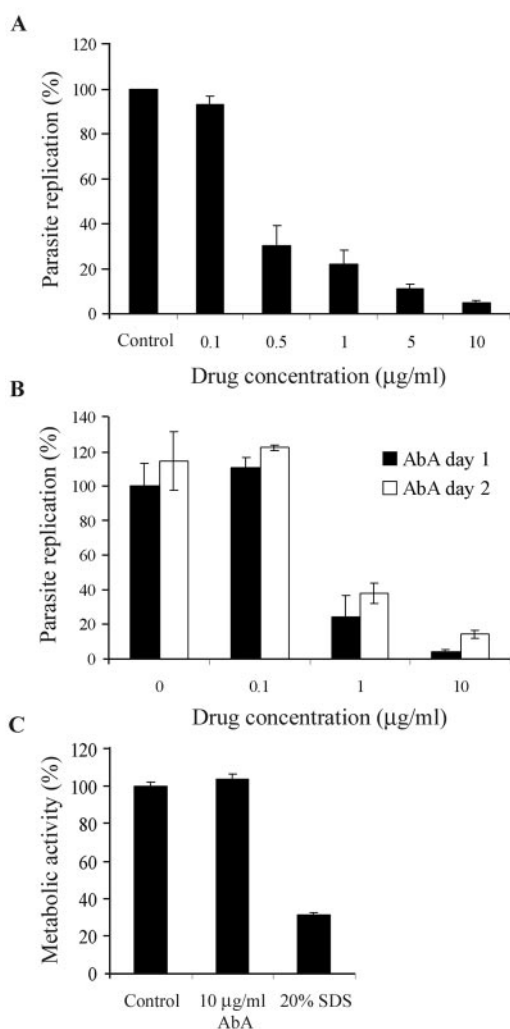 A
Parasite replication (%)
120
100
80
60
40
20
0
Control 0.1 0.5 1 5 10
Drug concentration (μg/ml)
B
Parasite replication (%)
140
120
100
80
60
40
20
0
AbA day 1
AbA day 2
0 0.1 1 10
Drug concentration (μg/ml)
C
Metabolic activity (%)
120
100
80
60
40
20
0
Control 10 μg/ml 20% SDS
AbA